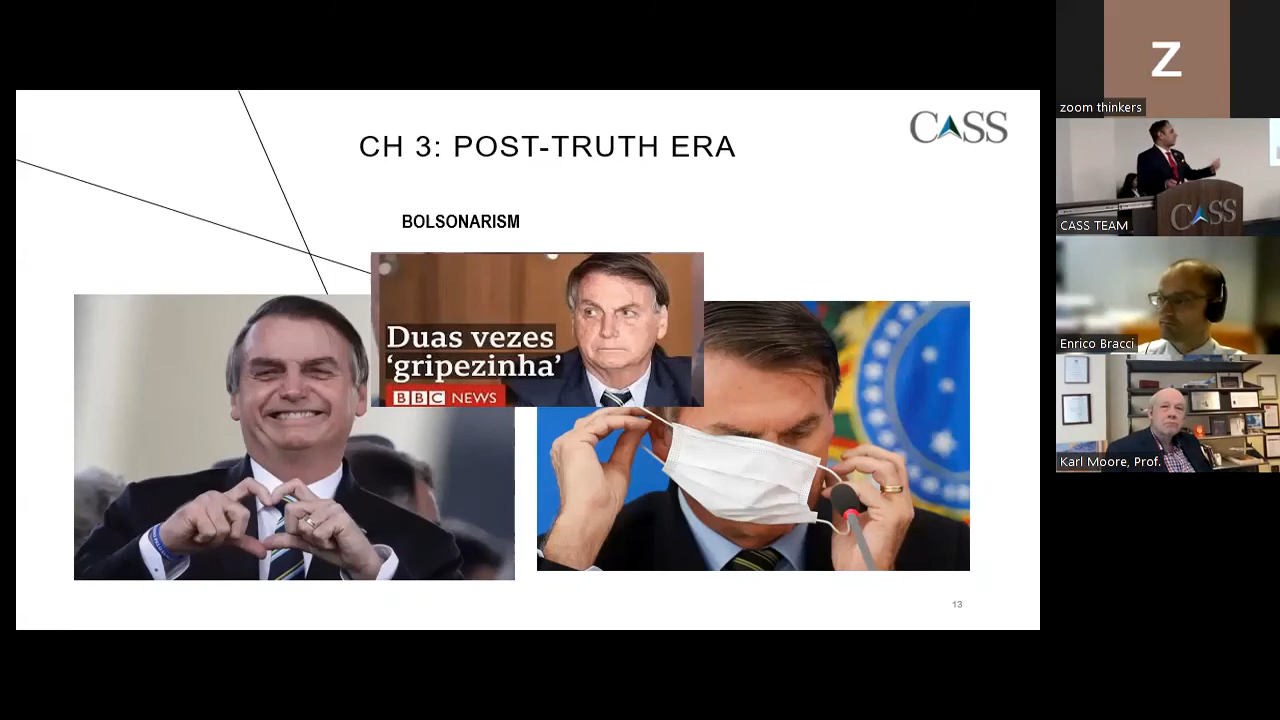 CH 3: POST-TRUTH ERA
CASS
BOLSONARISM
Duas vezes
'gripezinha'
BBC NEWS
13
Z
zoom thinkers
CASS
CASS TEAM
Enrico Bracci
Karl Moore, Prof.